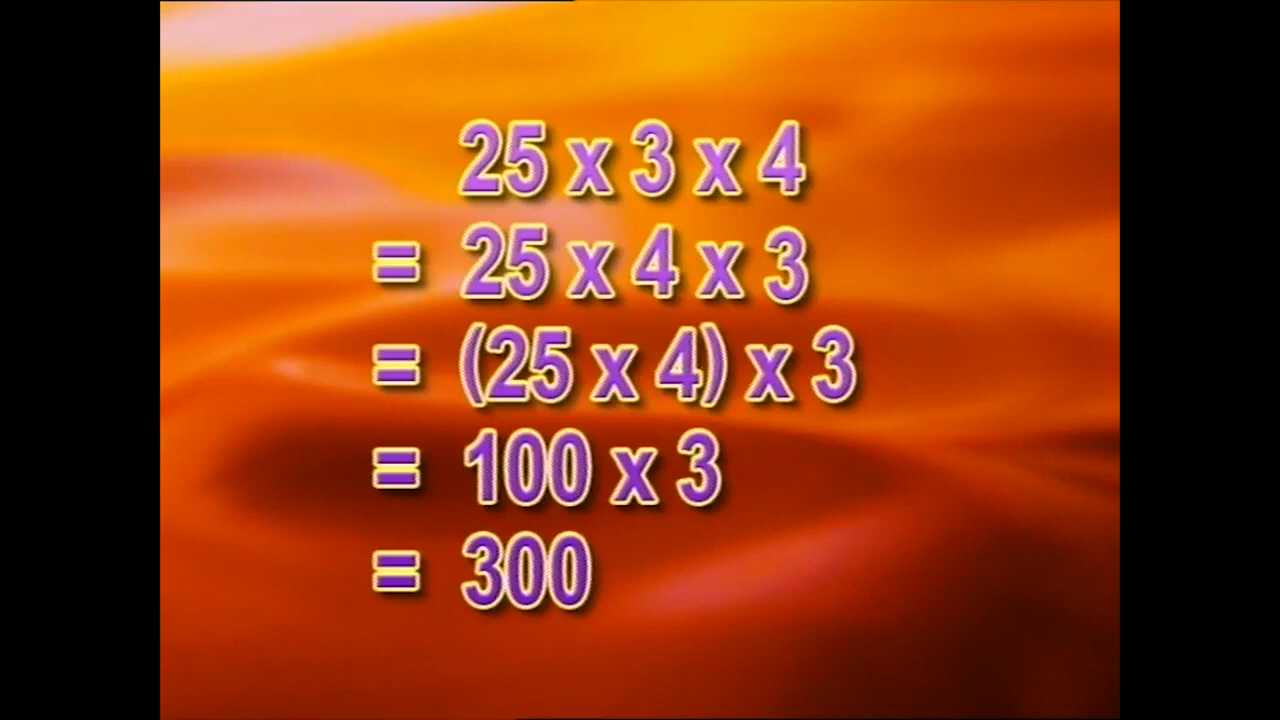 25 x 3 x 4
= 25 x 4 x 3
= (25 x 4) x 3
= 100 x 3
= 300